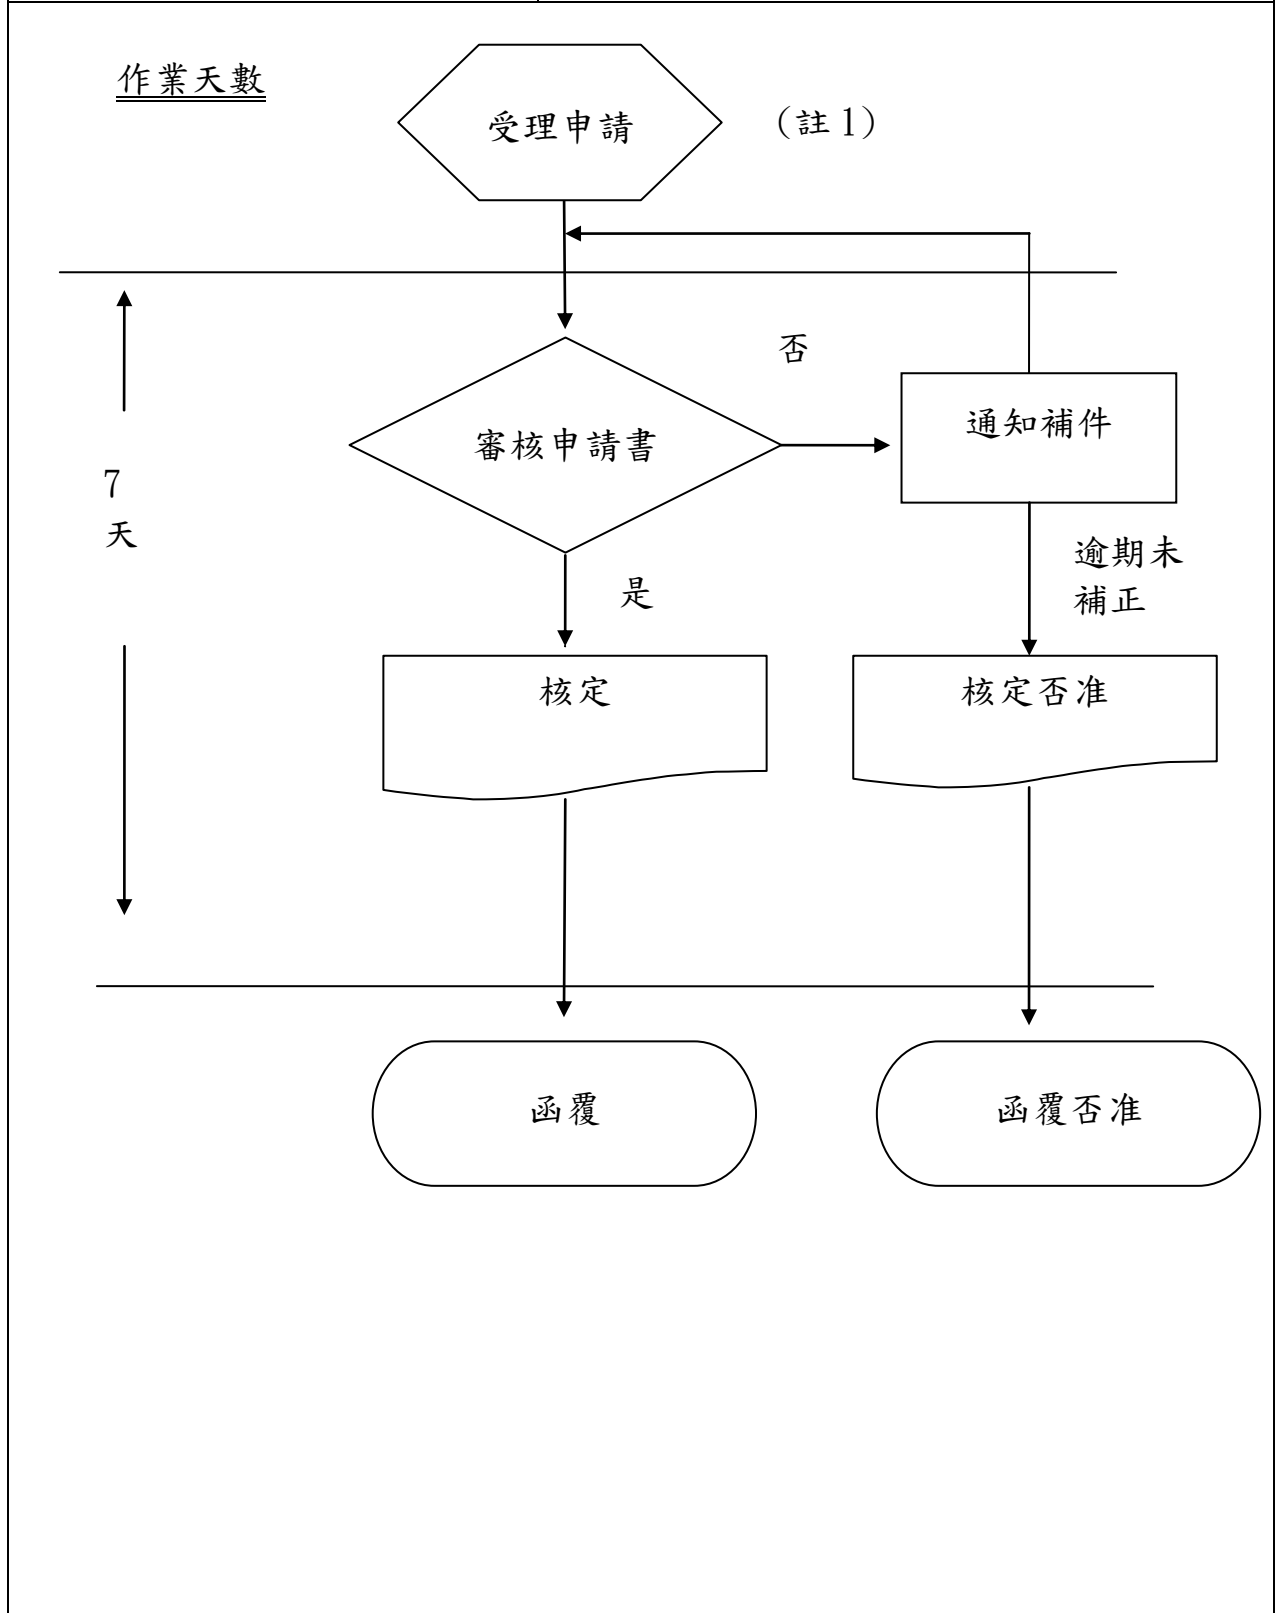 作業天數
受理申請
(註1)
否
審核申請書
通知補件
7
天
逾期未
補正
是
核定
核定否准
函覆
函覆否准